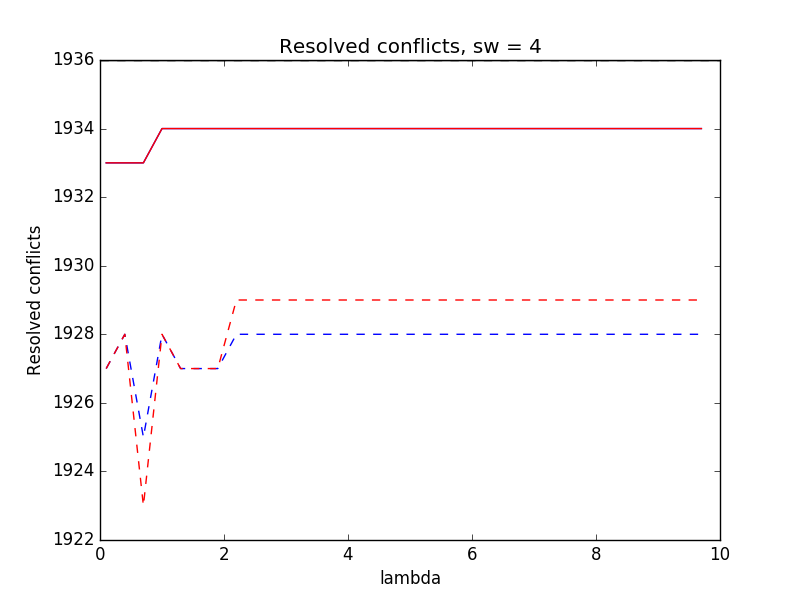 Resolved conflicts, sw = 4
1936
1934
1932
1930
1928
1926
1924
1922
Resolved conflicts
0 2 4 6 8 10
lambda